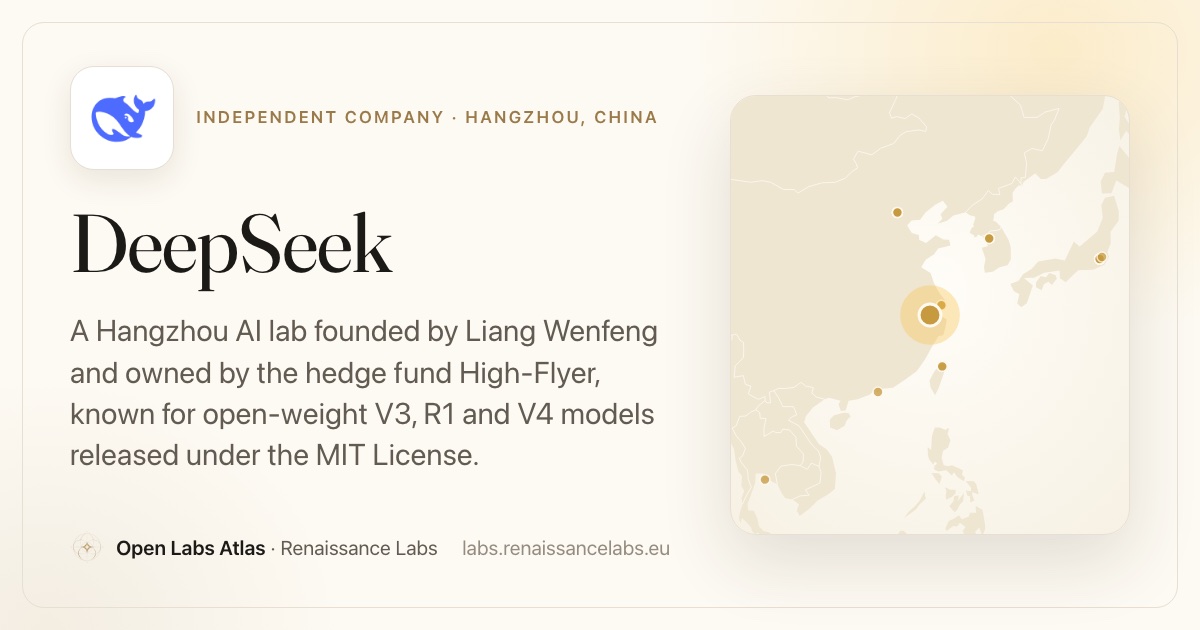 INDEPENDENT COMPANY · HANGZHOU, CHINA
DeepSeek
A Hangzhou AI lab founded by Liang Wenfeng
and owned by the hedge fund High-Flyer,
known for open-weight V3, R1 and V4 models
released under the MIT License.
Open Labs Atlas · Renaissance Labs labs.renaissancelabs.eu